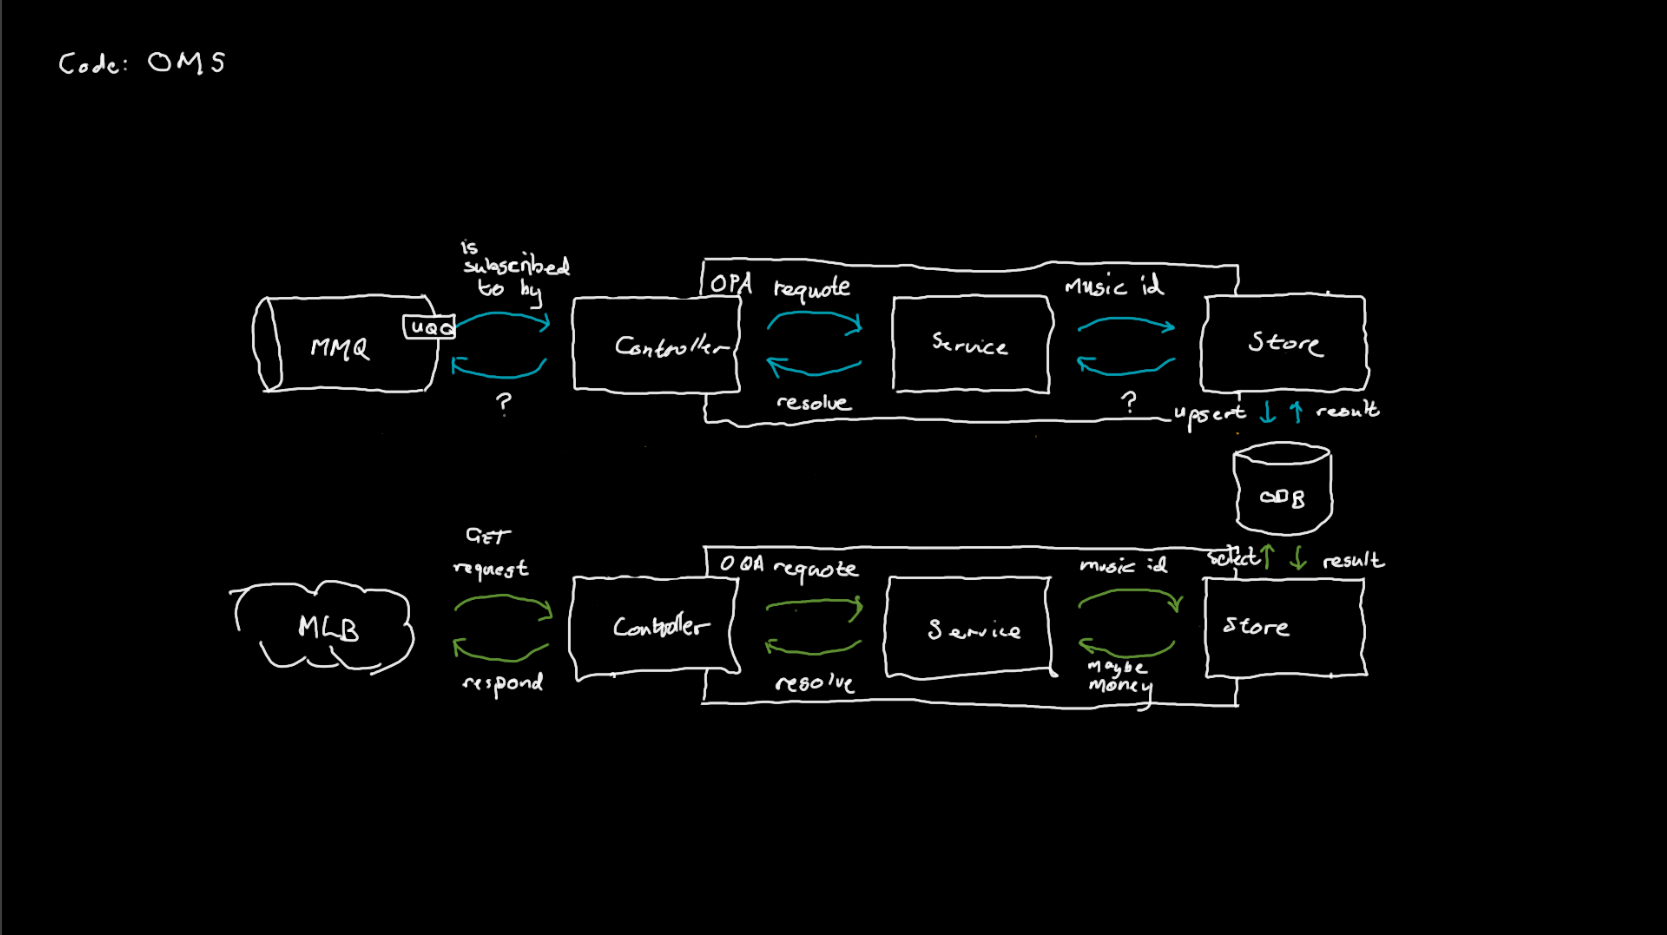 Code: OMS
is
subscribed
to by
OPA requote
Music id
MMQ
UQQ
Controller
Service
Store
?
resolve
?
upsert
result
ODB
GET
request
OQA requote
music id
select
result
MLB
Controller
Service
Store
respond
resolve
maybe
money